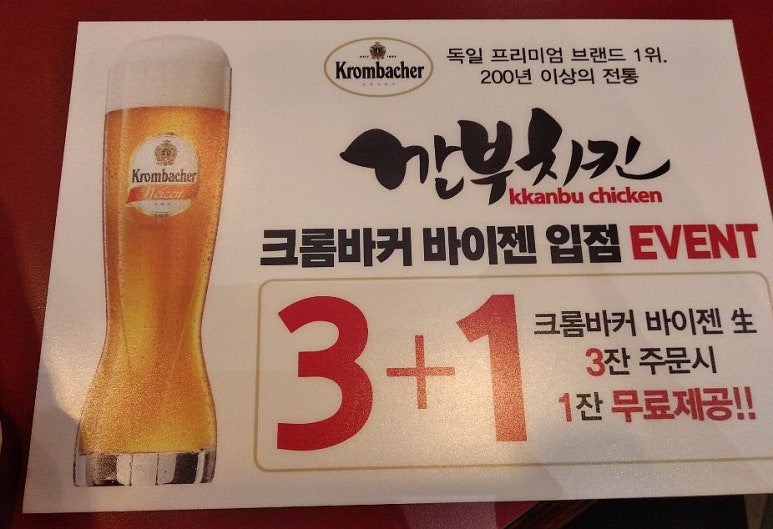 Krombacher
독일 프리미엄 브랜드 1위.
200년 이상의 전통
Krombacher
Weizen
깐부치킨
kkanbu chicken
크롬바커 바이젠 입점 EVENT
3+1
크롬바커 바이젠 生
3잔 주문시
1잔 무료제공!!